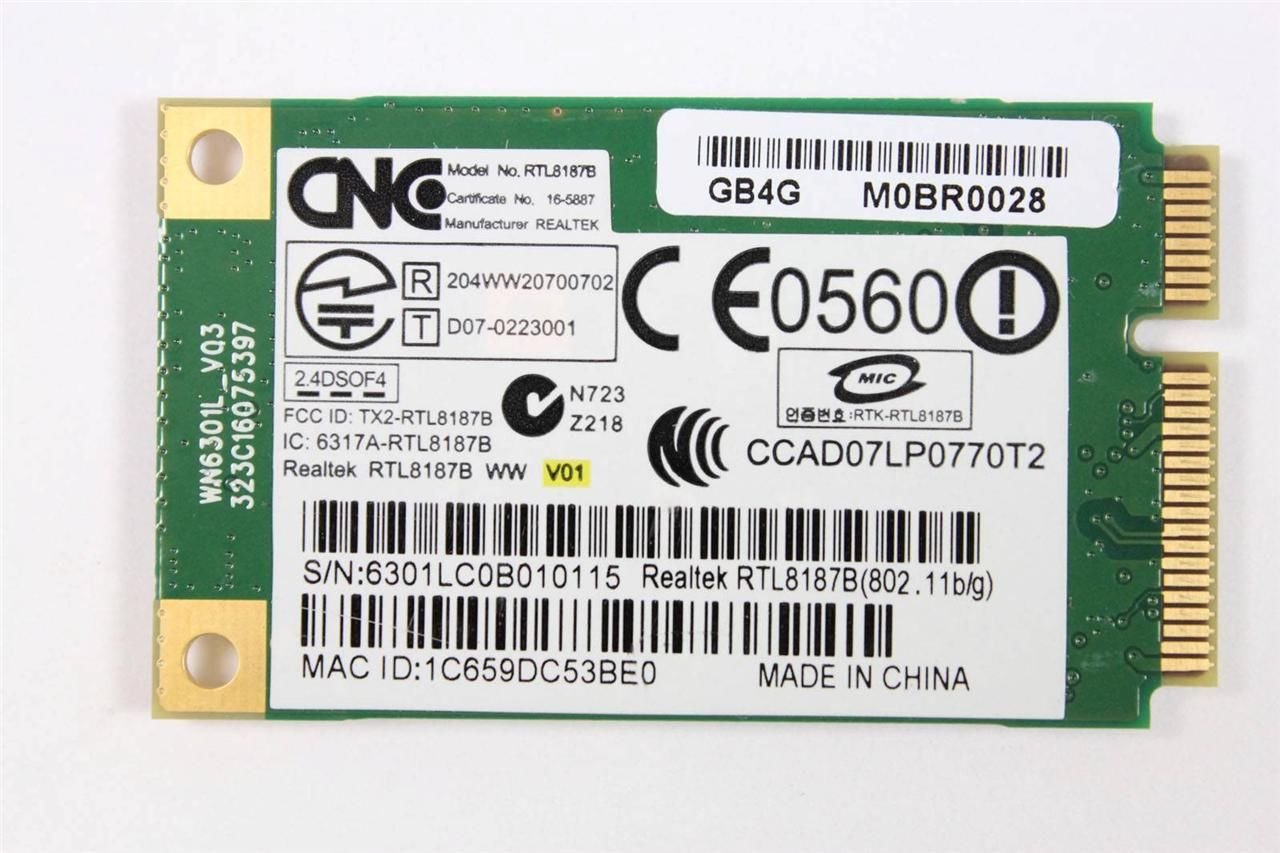 GB4G M0BR0028
CNC
Model No. RTL8187B
Certificate No. 16-5887
Manufacturer REALTEK
R 204WW20700702
T D07-0223001
CE0560
2.4DSOF4
N723
Z218
MIC
인증번호:RTK-RTL8187B
FCC ID: TX2-RTL8187B
IC: 6317A-RTL8187B
CCAD07LP0770T2
Realtek RTL8187B WW V01
S/N:6301LC0B010115 Realtek RTL8187B(802.11b/g)
MAC ID:1C659DC53BE0 MADE IN CHINA
WN6301L_VQ3
323C16075397